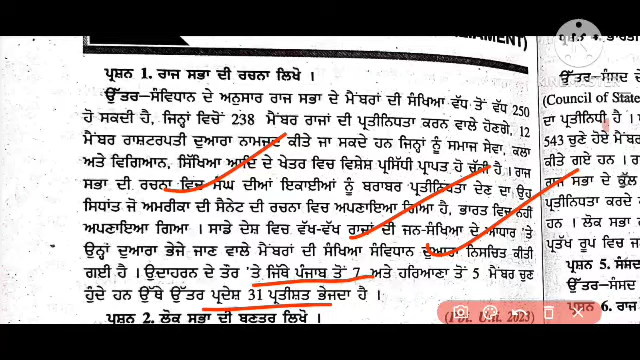 ARTMENT)
ਪ੍ਰਸ਼ਨ 1. ਰਾਜ ਸਭਾ ਦੀ ਰਚਨਾ ਲਿਖੋ ।
ਉੱਤਰ-ਸੰਵਿਧਾਨ ਦੇ ਅਨੁਸਾਰ ਰਾਜ ਸਭਾ ਦੇ ਮੈਂਬਰਾਂ ਦੀ ਸੰਖਿਆ ਵੱਧ ਤੋਂ ਵੱਧ 250
ਹੋ ਸਕਦੀ ਹੈ, ਜਿਨ੍ਹਾਂ ਵਿਚੋਂ 238 ਮੈਂਬਰ ਰਾਜਾਂ ਦੀ ਪ੍ਰਤੀਨਿਧਤਾ ਕਰਨ ਵਾਲੇ ਹੋਣਗੇ, 12
ਮੈਂਬਰ ਰਾਸ਼ਟਰਪਤੀ ਦੁਆਰਾ ਨਾਮਜ਼ਦ ਕੀਤੇ ਜਾ ਸਕਦੇ ਹਨ ਜਿਨ੍ਹਾਂ ਨੂੰ ਸਮਾਜ ਸੇਵਾ, ਕਲਾ
ਅਤੇ ਵਿਗਿਆਨ, ਸਿੱਖਿਆ ਆਦਿ ਦੇ ਖੇਤਰ ਵਿਚ ਵਿਸ਼ੇਸ਼ ਪ੍ਰਸਿੱਧੀ ਪ੍ਰਾਪਤ ਹੋ ਚੁੱਕੀ ਹੈ । ਰਾਜ
ਸਭਾ ਦੀ ਰਚਨਾ ਵਿਚ ਸੰਘ ਦੀਆਂ ਇਕਾਈਆਂ ਨੂੰ ਬਰਾਬਰ ਪ੍ਰਤੀਨਿਧਤਾ ਦੇਣ ਦਾ ਉਹ
ਸਿਧਾਂਤ ਜੋ ਅਮਰੀਕਾ ਦੀ ਸੈਨੇਟ ਦੀ ਰਚਨਾ ਵਿਚ ਅਪਣਾਇਆ ਗਿਆ ਹੈ, ਭਾਰਤ ਵਿਚ ਨਹੀਂ
ਅਪਣਾਇਆ ਗਿਆ । ਸਾਡੇ ਦੇਸ਼ ਵਿਚ ਵੱਖ-ਵੱਖ ਰਾਜਾਂ ਦੀ ਜਨ-ਸੰਖਿਆ ਦੇ ਆਧਾਰ 'ਤੇ
ਉਨ੍ਹਾਂ ਦੁਆਰਾ ਭੇਜੇ ਜਾਣ ਵਾਲੇ ਮੈਂਬਰਾਂ ਦੀ ਸੰਖਿਆ ਸੰਵਿਧਾਨ ਦੁਆਰਾ ਨਿਸਚਿਤ ਕੀਤੀ
ਗਈ ਹੈ । ਉਦਾਹਰਨ ਦੇ ਤੌਰ 'ਤੇ ਜਿੱਥੇ ਪੰਜਾਬ ਤੋਂ 7 ਅਤੇ ਹਰਿਆਣਾ ਤੋਂ 5 ਮੈਂਬਰ ਚੁਣ
ਹੁੰਦੇ ਹਨ ਉੱਥੇ ਉੱਤਰ ਪ੍ਰਦੇਸ਼ 31 ਪ੍ਰਤੀਸ਼ਤ ਭੇਜਦਾ ਹੈ ।
ਪ੍ਰਸ਼ਨ 2. ਲੋਕ ਸਭਾ ਦੀ ਬਣਤਰ ਲਿਖੋ ।
2023)
ਉੱਤਰ-ਸੰਸਦ ਦੇ
(Council of State
ਦਾ ਪ੍ਰਤੀਨਿਧੀ ਹੈ ।
543 ਚੁਣੇ ਹੋਏ ਮੈਂਬਰ
ਕੀਤੇ ਗਏ ਹਨ ।
ਰਾਜ ਸਭਾ ਦੇ ਕੁੱਲ
ਪ੍ਰਤੀਨਿਧਤਾ ਕਰਦੇ
ਹਨ । ਲੋਕ ਸਭਾ
ਪ੍ਰਤੱਖ ਰੂਪ ਵਿਚ ਜ
ਪ੍ਰਸ਼ਨ 5. ਸੰਸਦ
ਉੱਤਰ-ਸੰਸਦ
ਪ੍ਰਸ਼ਨ 6. ਰਾਜ